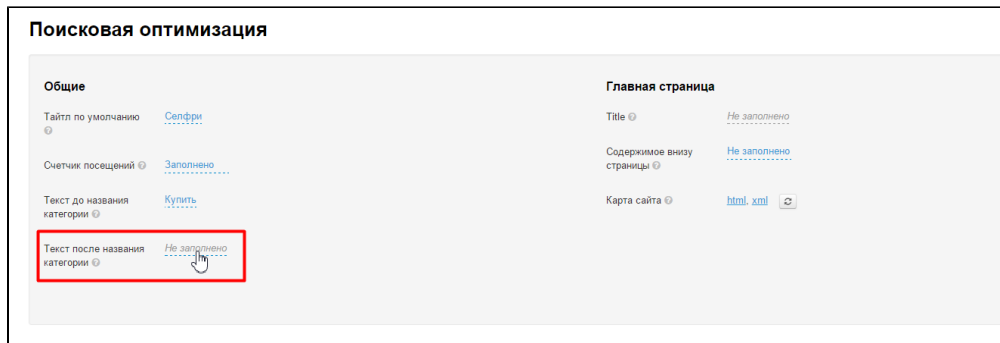 Поисковая оптимизация
Общие
Тайтл по умолчанию
Селфри
Счетчик посещений
Заполнено
Текст до названия
категории
Купить
Текст после названия
категории
Не заполнено
Главная страница
Title
Не заполнено
Содержимое внизу
страницы
Не заполнено
Карта сайта
html, xml